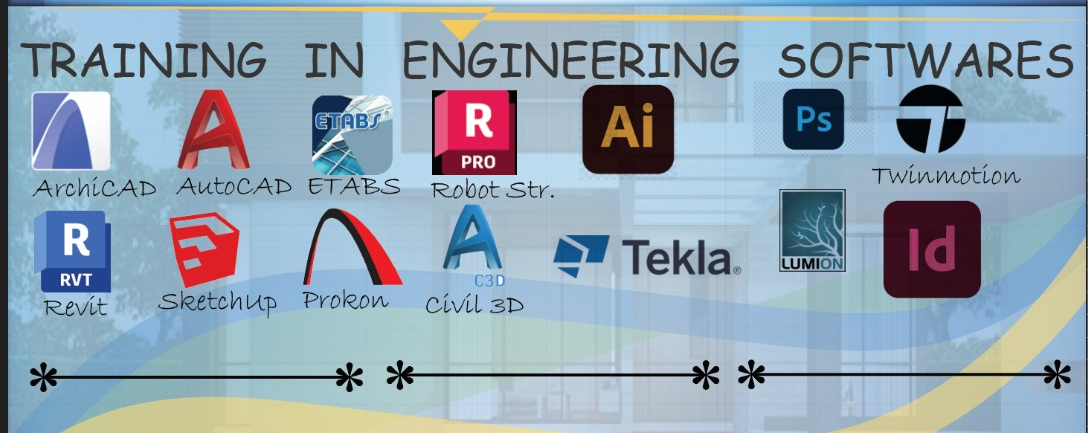 TRAINING IN ENGINEERING SOFTWARES
ETABS
R
PRO
Ai
Ps
ArchiCAD AutoCAD ETABS Robot Str. Twinmotion
R
RVT
C3D
Tekla®
LUMION
Id
Revit SketchUp Prokon Civil 3D